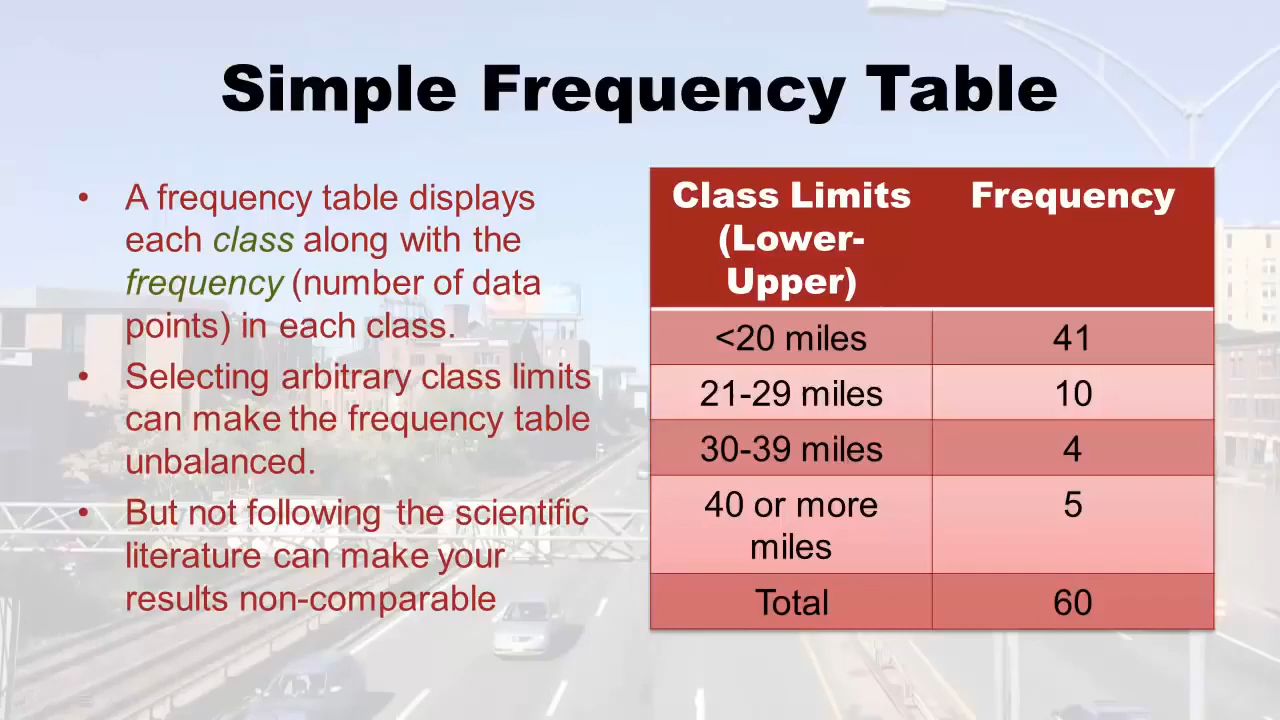 Simple Frequency Table
• A frequency table displays
each class along with the
frequency (number of data
points) in each class.
• Selecting arbitrary class limits
can make the frequency table
unbalanced.
• But not following the scientific
literature can make your
results non-comparable
Class Limits Frequency
(Lower-
Upper)
<20 miles 41
21-29 miles 10
30-39 miles 4
40 or more 5
miles
Total 60